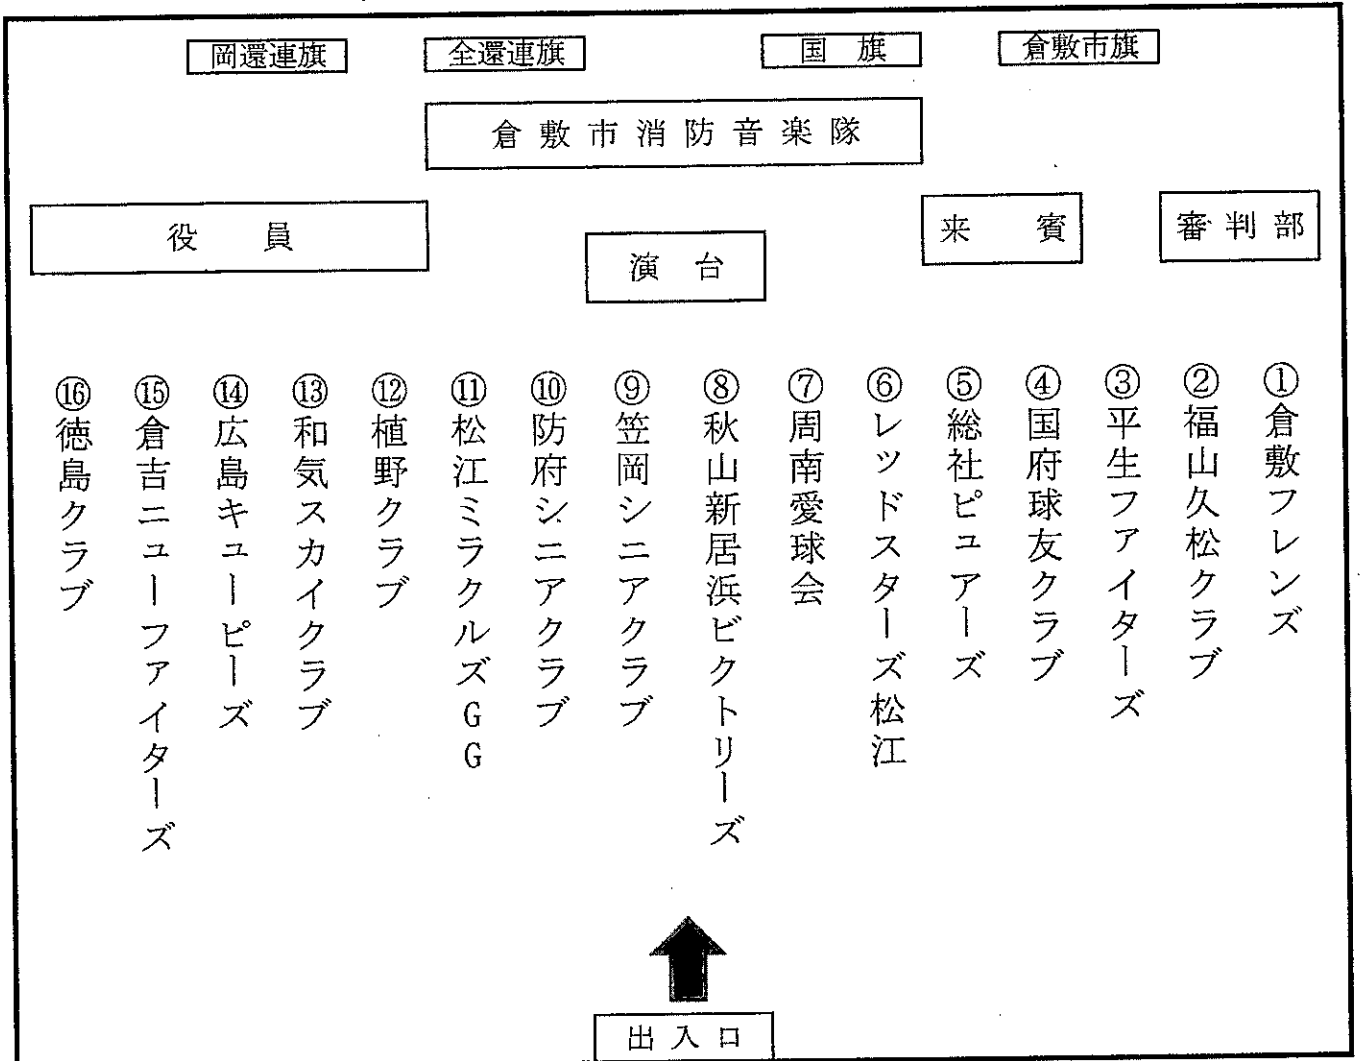 岡還連旗
全還連旗
国旗
倉敷市旗
倉敷市消防音楽隊
役員
演台
来賓
審判部
①倉敷フレンズ
②福山久松クラブ
③平生ファイターズ
④国府球友クラブ
⑤総社ピュアーズ
⑥レッドスターズ松江
⑦周南愛球会
⑧秋山新居浜ビクトリーズ
⑨笠岡シニアクラブ
⑩防府シニアクラブ
⑪松江ミラクルズGG
⑫植野クラブ
⑬和気スカイクラブ
⑭広島キューピーズ
⑮倉吉ニューファイターズ
⑯徳島クラブ
出入口